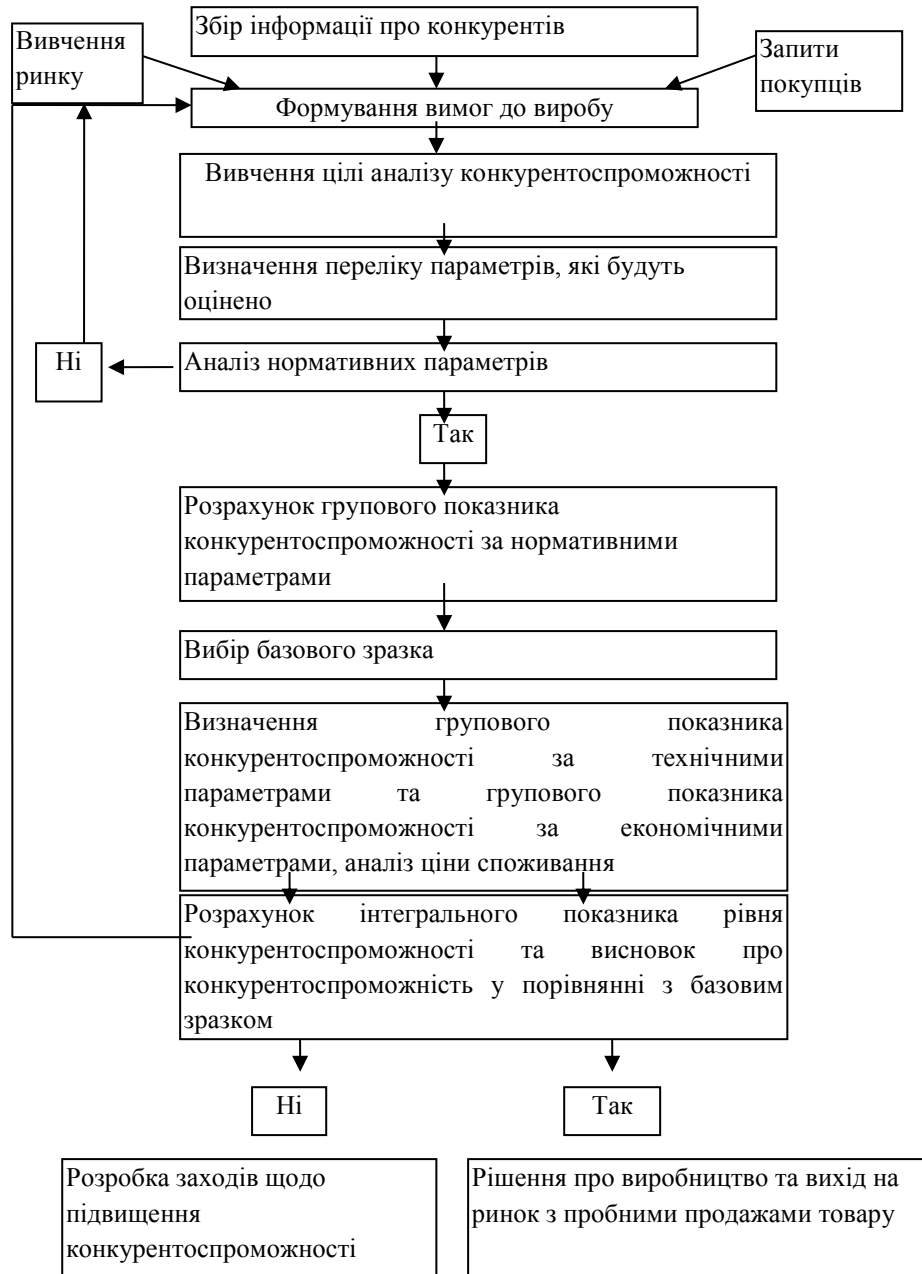 Збір інформації про конкурентів
Вивчення
ринку
Запити
покупців
Формування вимог до виробу
Вивчення цілі аналізу конкурентоспроможності
Визначення переліку параметрів, які будуть
оцінено
Ні
Аналіз нормативних параметрів
Так
Розрахунок групового показника
конкурентоспроможності за нормативними
параметрами
Вибір базового зразка
Визначення групового показника
конкурентоспроможності за технічними
параметрами та групового показника
конкурентоспроможності за економічними
параметрами, аналіз ціни споживання
Розрахунок інтегрального показника рівня
конкурентоспроможності та висновок про
конкурентоспроможність у порівнянні з базовим
зразком
Ні
Так
Розробка заходів щодо
підвищення
конкурентоспроможності
Рішення про виробництво та вихід на
ринок з пробними продажами товару